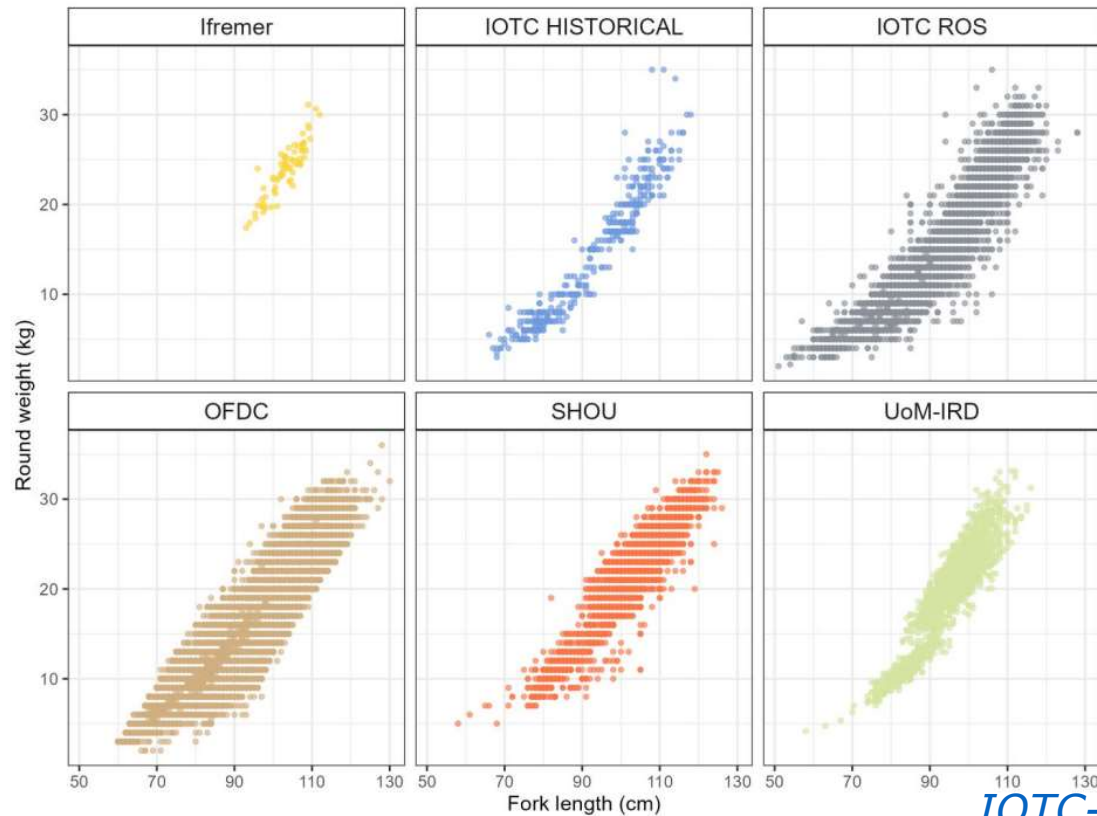 Ifremer IOTC HISTORICAL IOTC ROS
30
20
10
OFDC SHOU UoM-IRD
30
20
10
Round weight (kg)
50 70 90 110 130 50 70 90 110 130 50 70 90 110 130
Fork length (cm)
IOTC-